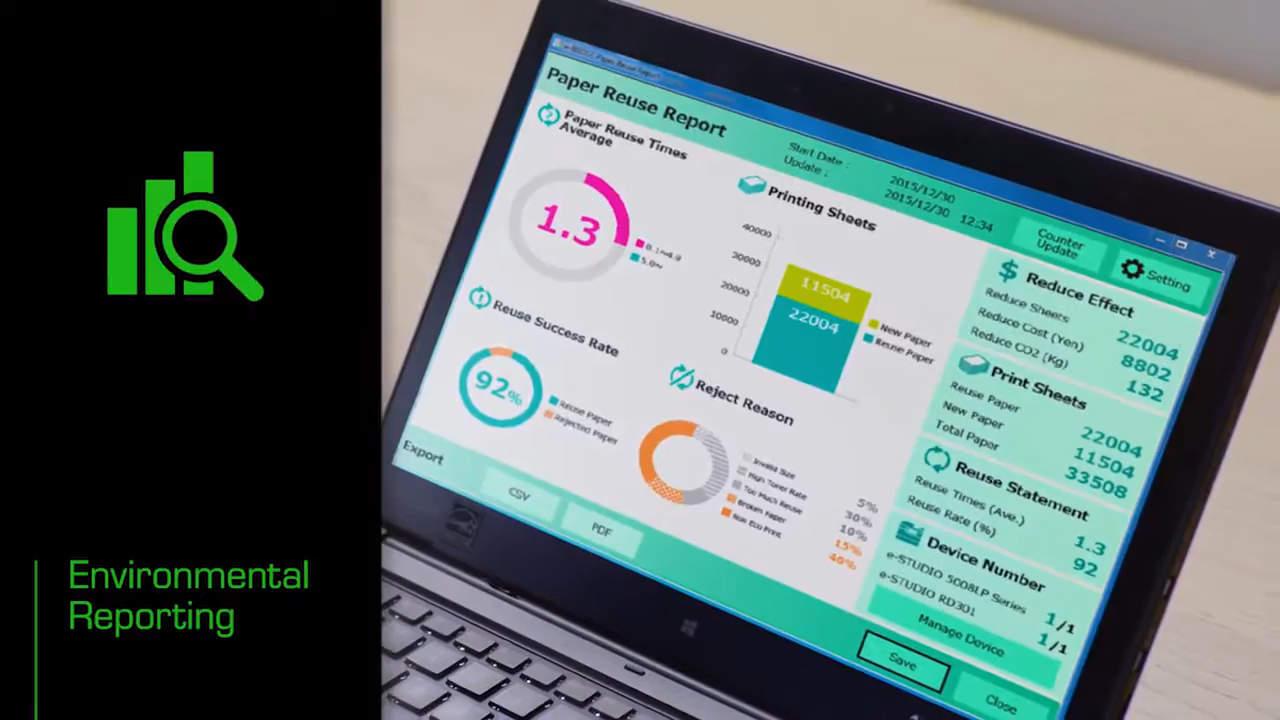 Paper Reuse Report
Start Date :
2015/12/30
Update :
2015/12/30 12:34
Counter
Update
Setting
Paper Reuse Times
Average
1.3
5.0~
Printing Sheets
40000
30000
20000
10000
0
11504
22004
New Paper
Reuse Paper
Reuse Success Rate
92%
Reuse Paper
Rejected Paper
Reject Reason
Invalid Size
High Toner Rate
Too Much Reuse
Broken Paper
Non Eco Print
5%
30%
10%
15%
40%
$ Reduce Effect
Reduce Sheets 22004
Reduce Cost (Yen) 8802
Reduce CO2 (Kg) 132
Print Sheets
Reuse Paper 22004
New Paper 11504
Total Paper 33508
Reuse Statement
Reuse Times (Ave.) 1.3
Reuse Rate (%) 92
Device Number
e-STUDIO 5008LP Series 1/1
e-STUDIO RD301 1/1
Manage Device
Export
CSV
PDF
Save
Close
Environmental
Reporting